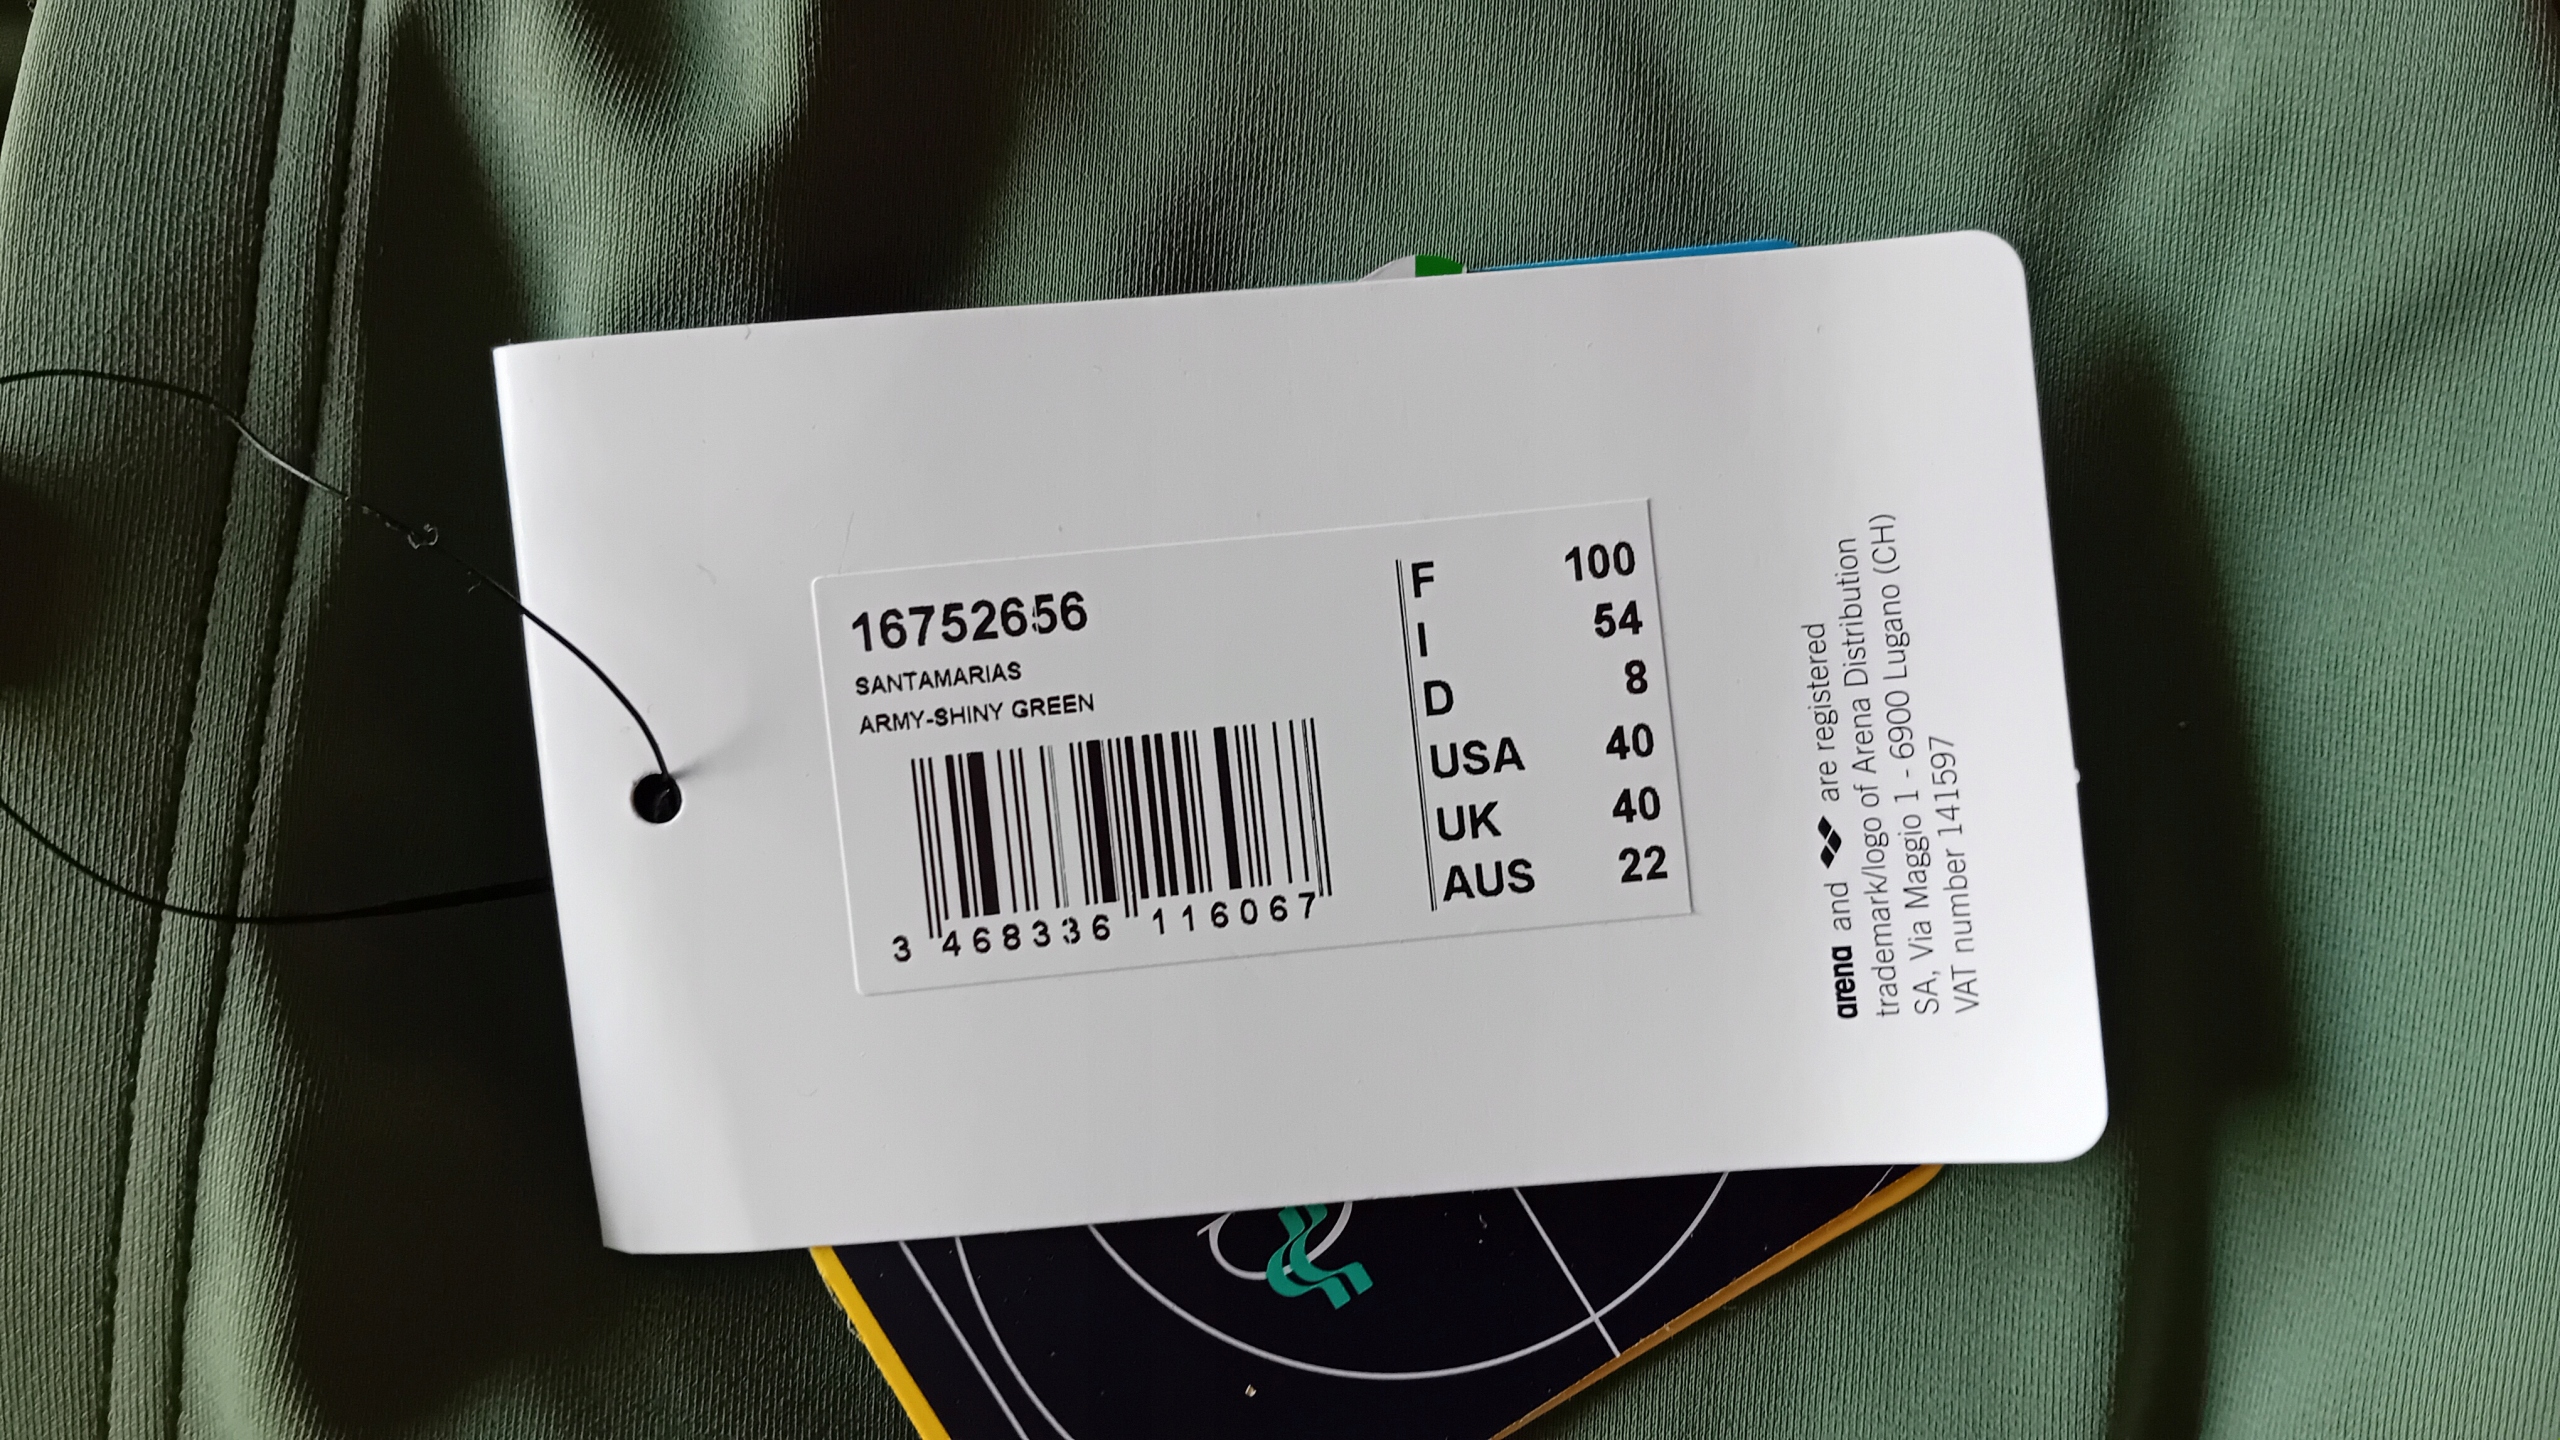 16752656
SANTAMARIAS
ARMY-SHINY GREEN
3 468336 116067
F 100
I 54
D 8
USA 40
UK 40
AUS 22
arena and are registered
trademark/logo of Arena Distribution
SA, Via Maggio 1 - 6900 Lugano (CH)
VAT number 141597